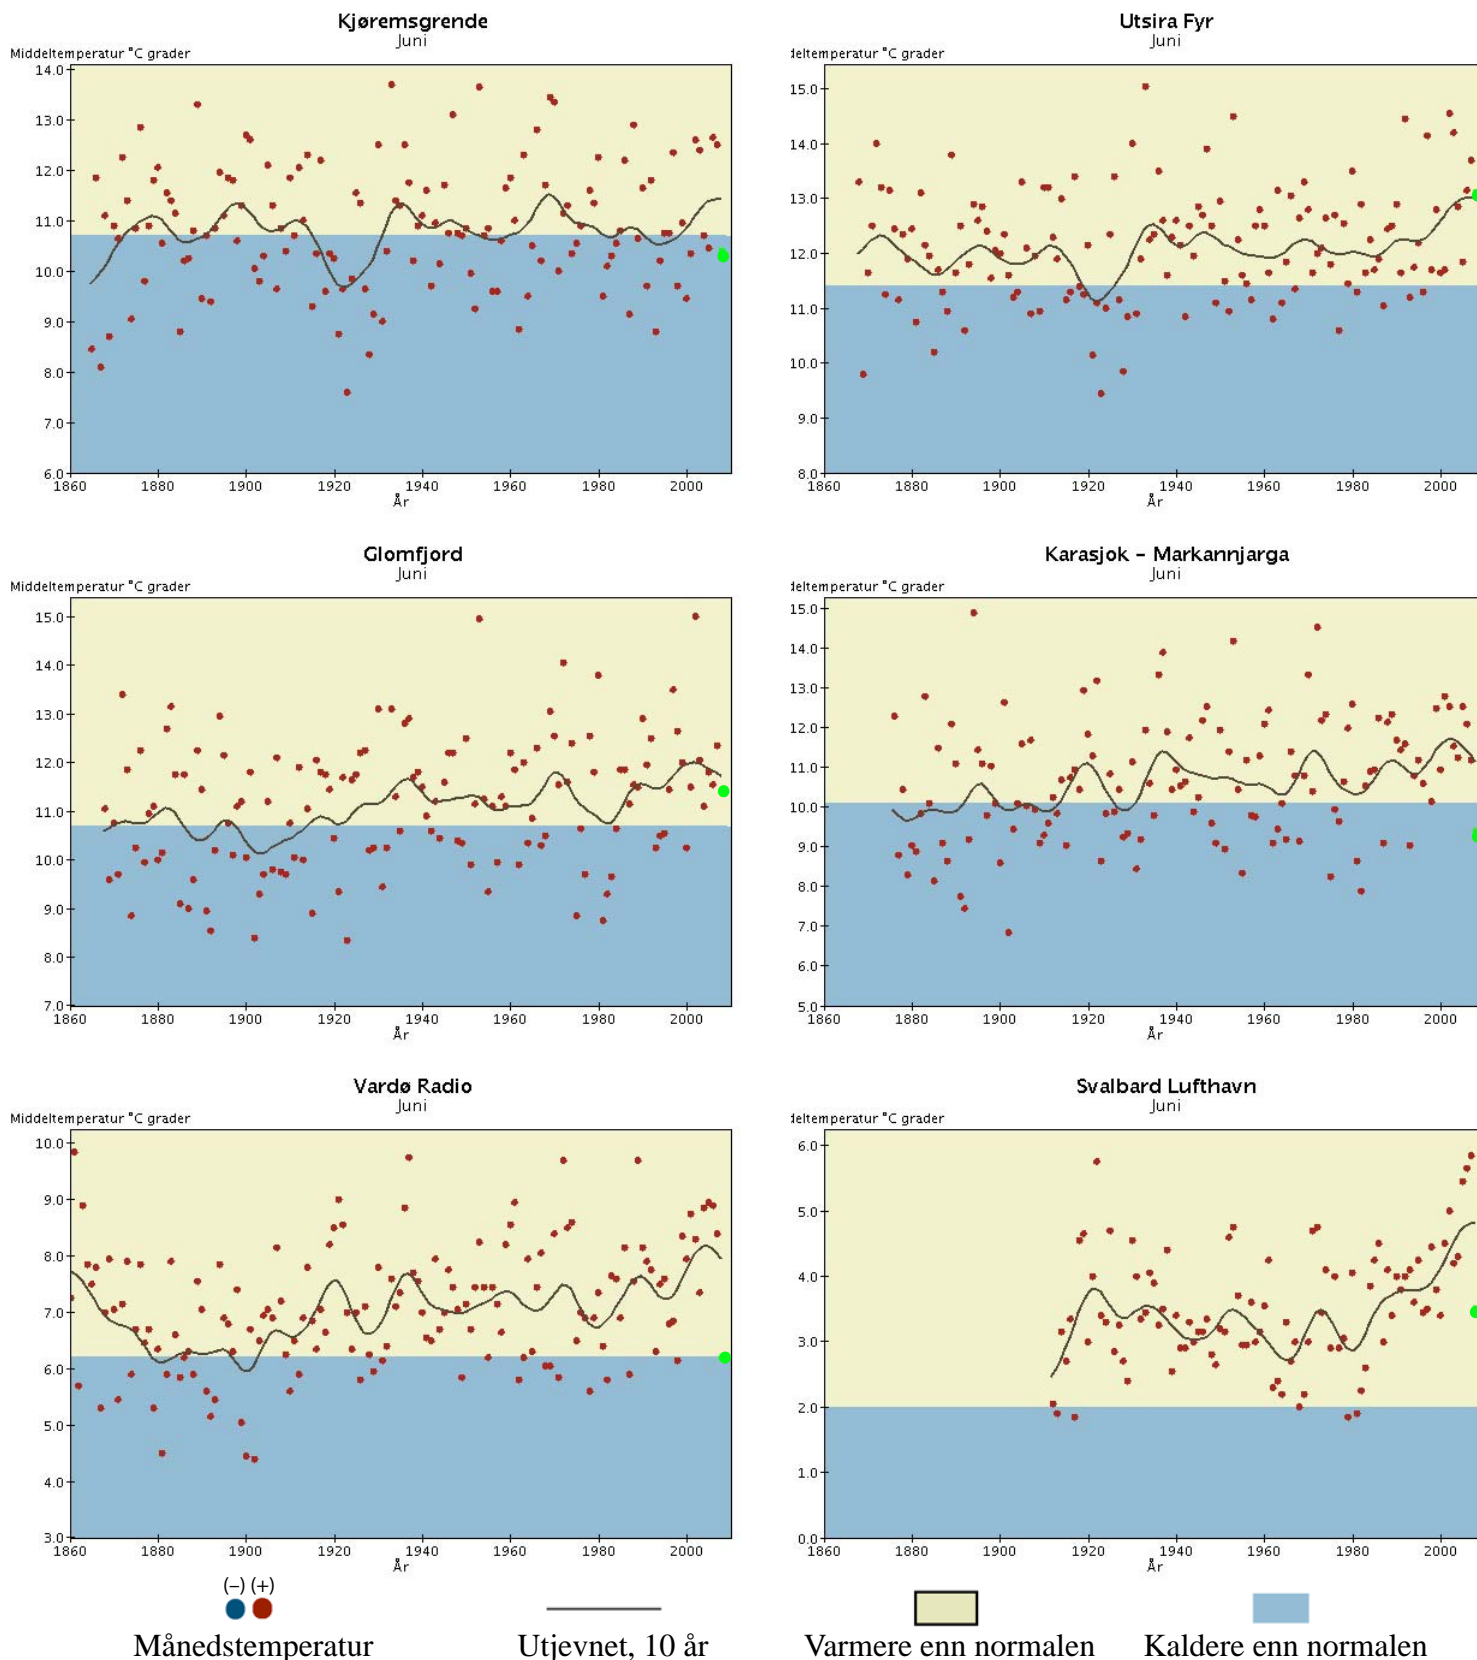 Kjøremsgrende
Juni
Middeltemperatur °C grader
14.0
13.0
12.0
11.0
10.0
9.0
8.0
7.0
6.0
1860 1880 1900 1920 1940 1960 1980 2000
År
Utsira Fyr
Juni
deltemperatur °C grader
15.0
14.0
13.0
12.0
11.0
10.0
9.0
8.0
1860 1880 1900 1920 1940 1960 1980 2000
År
Glomfjord
Juni
Middeltemperatur °C grader
15.0
14.0
13.0
12.0
11.0
10.0
9.0
8.0
7.0
1860 1880 1900 1920 1940 1960 1980 2000
År
Karasjok - Markannjarga
Juni
deltemperatur °C grader
15.0
14.0
13.0
12.0
11.0
10.0
9.0
8.0
7.0
6.0
5.0
1860 1880 1900 1920 1940 1960 1980 2000
År
Vardø Radio
Juni
Middeltemperatur °C grader
10.0
9.0
8.0
7.0
6.0
5.0
4.0
3.0
1860 1880 1900 1920 1940 1960 1980 2000
År
Svalbard Lufthavn
Juni
deltemperatur °C grader
6.0
5.0
4.0
3.0
2.0
1.0
0.0
1860 1880 1900 1920 1940 1960 1980 2000
År
(−) (+)
Månedstemperatur Utjevnet, 10 år Varmere enn normalen Kaldere enn normalen